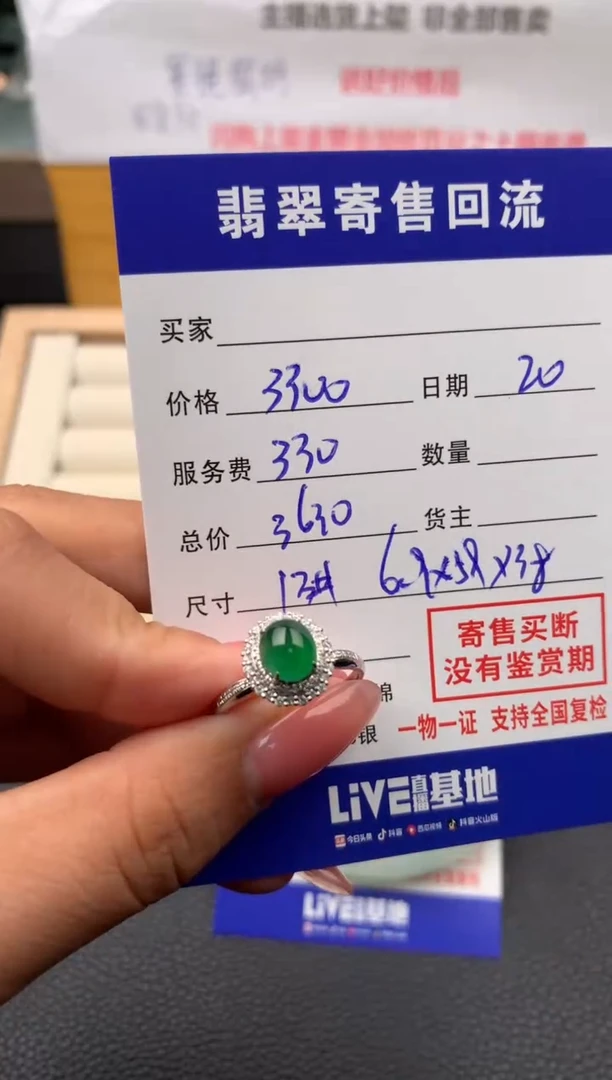 主播选货上架 非全部售卖
翡翠寄售回流
买家
价格 3300 日期 20
服务费 330 数量
总价 3630 货主
尺寸 13# 6.9x5.9x3.8
寄售买断
没有鉴赏期
一物一证 支持全国复检
LiVE直播基地
今日头条 抖音 西瓜视频 抖音火山版
LiVE直播基地